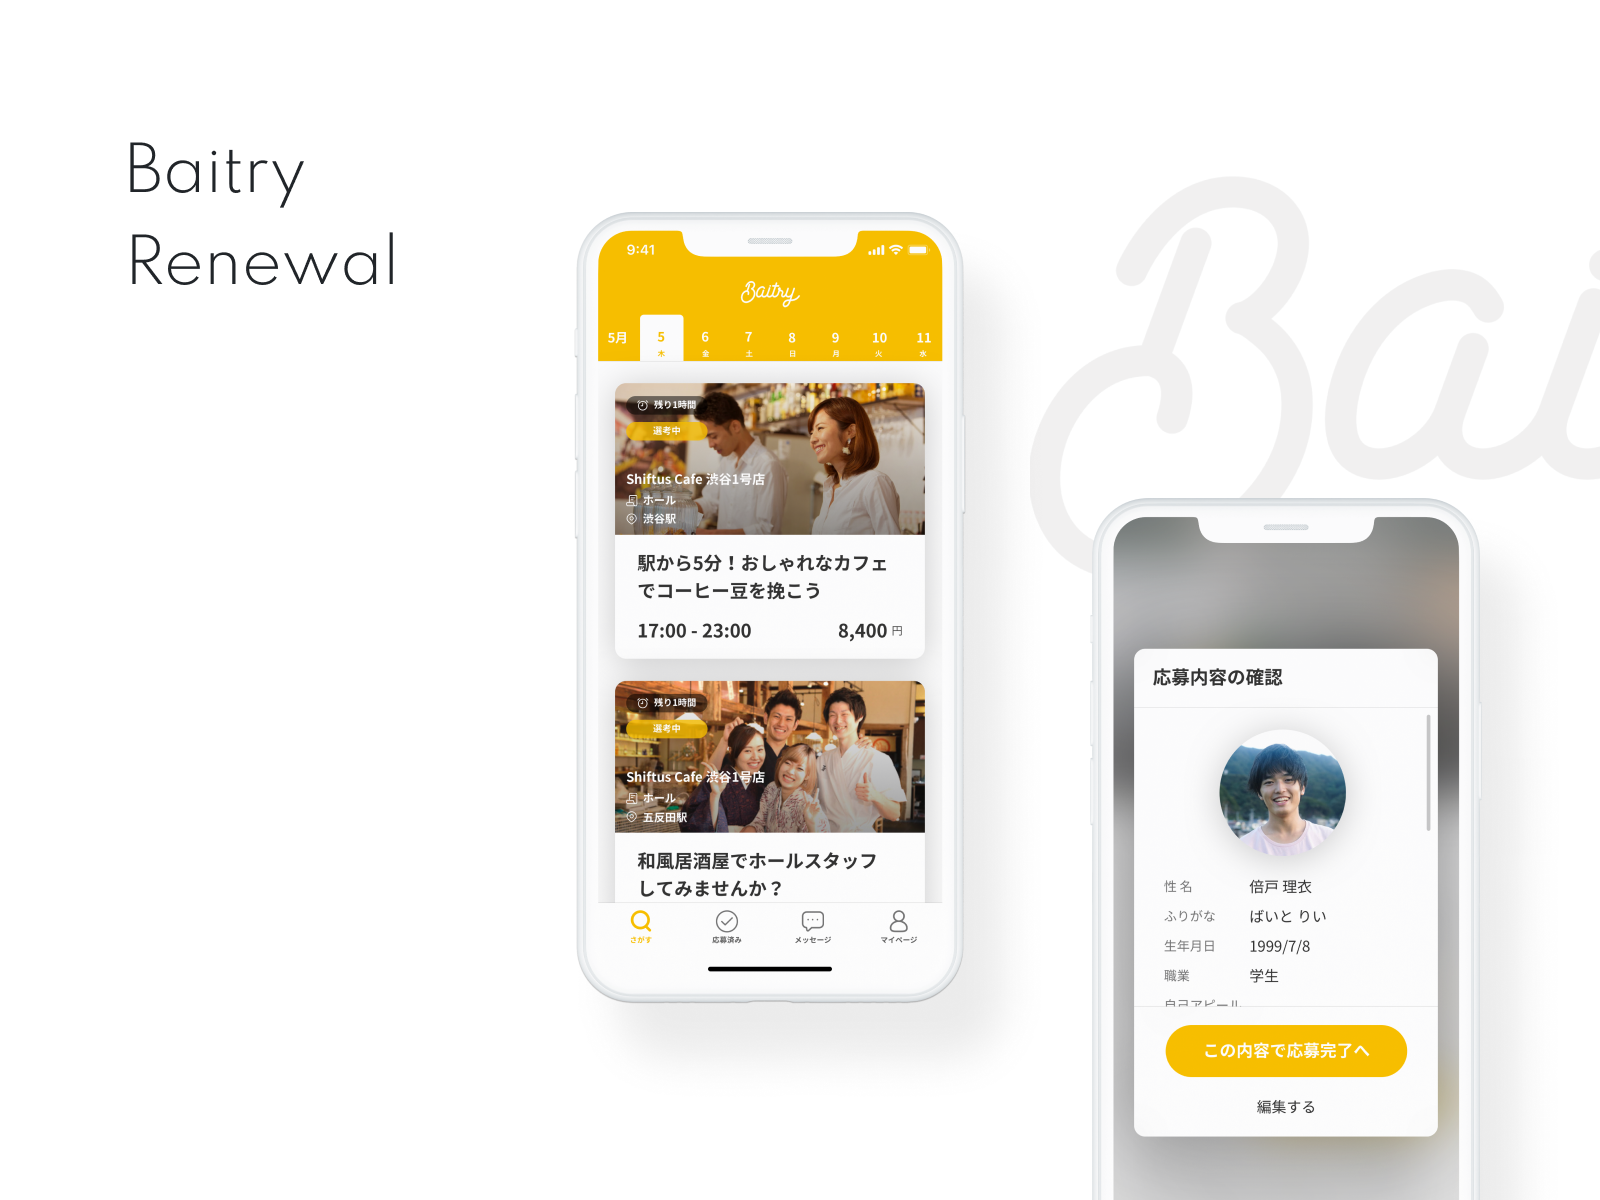 Baitry
Renewal
Bai
9:41
Baitry
5月 5 6 7 8 9 10 11
木 金 土 日 月 火 水
残り1時間
選考中
Shiftus Cafe 渋谷1号店
ホール
渋谷駅
駅から5分！おしゃれなカフェ
でコーヒー豆を挽こう
17:00 - 23:00 8,400 円
残り1時間
選考中
Shiftus Cafe 渋谷1号店
ホール
五反田駅
和風居酒屋でホールスタッフ
してみませんか？
さがす 応募済み メッセージ マイページ
応募内容の確認
性名 倍戸 理衣
ふりがな ばいと りい
生年月日 1999/7/8
職業 学生
自己アピール
この内容で応募完了へ
編集する